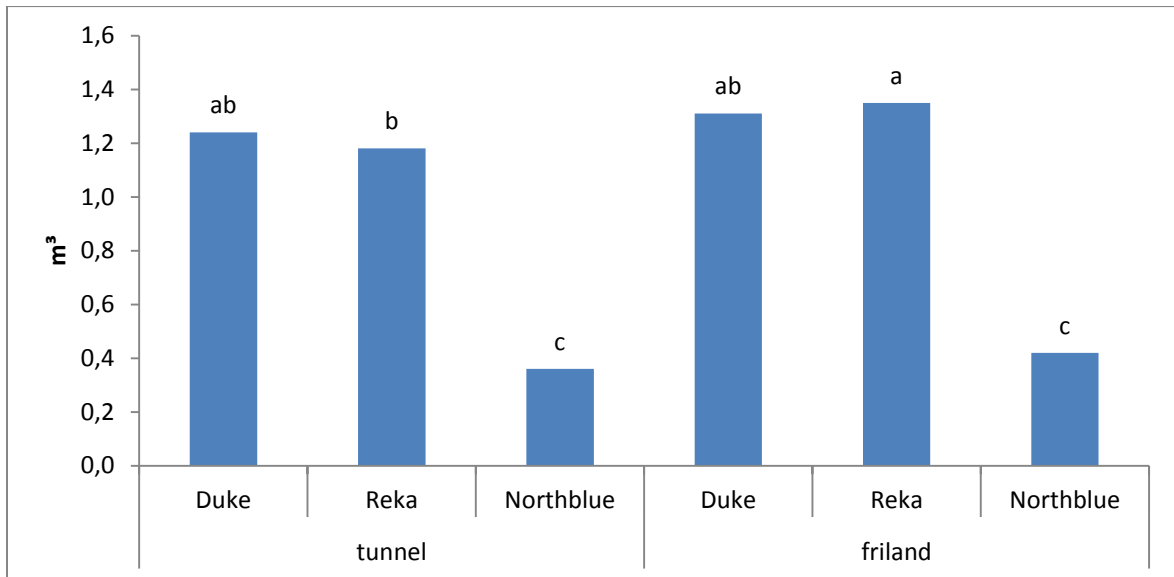 1,6
1,4
1,2
1,0
0,8
0,6
0,4
0,2
0,0
m³
ab
b
c
ab
a
c
Duke
Reka
Northblue
Duke
Reka
Northblue
tunnel
friland